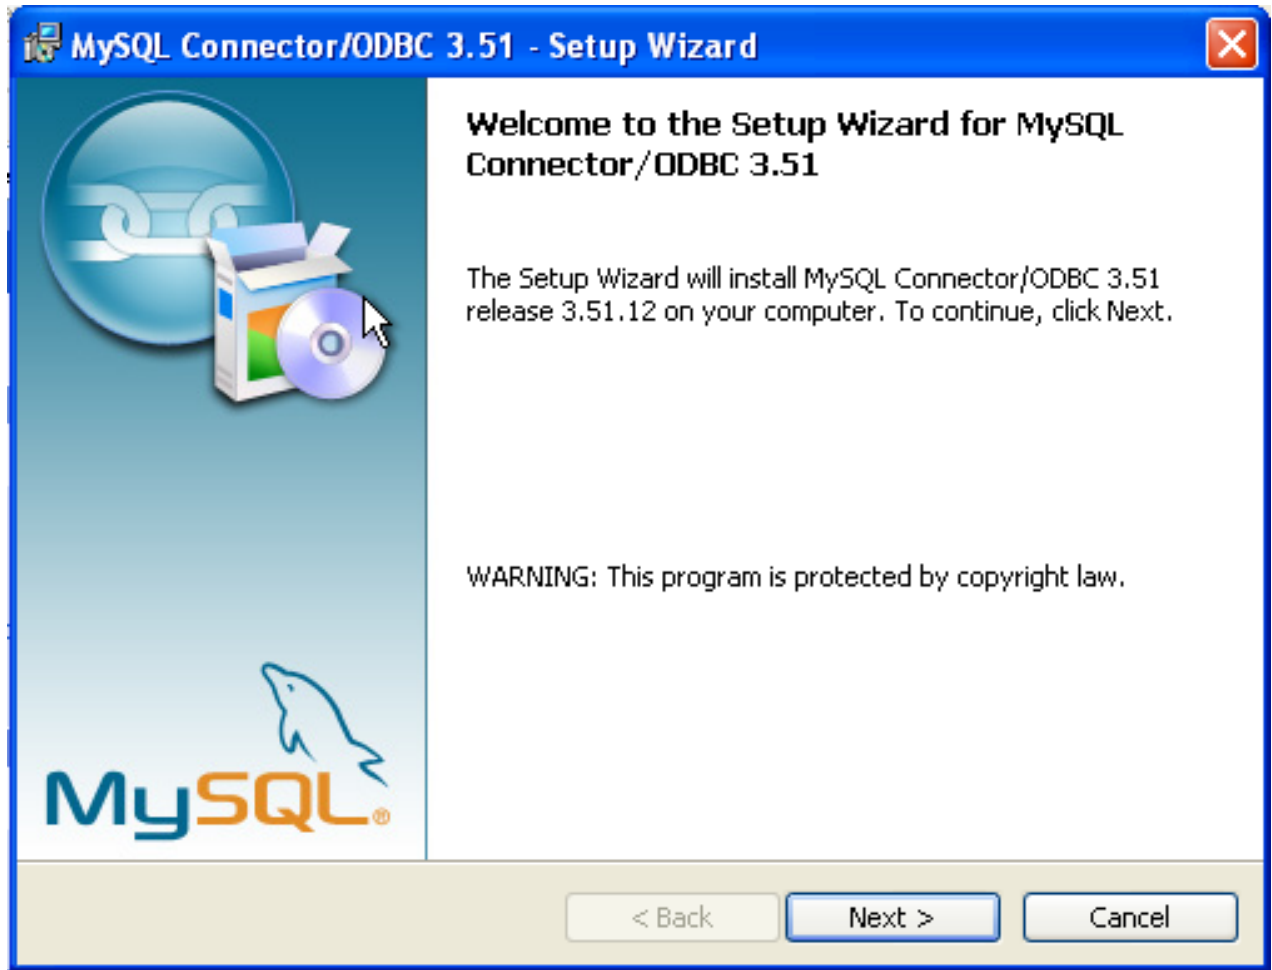 MySQL Connector/ODBC 3.51 - Setup Wizard
Welcome to the Setup Wizard for MySQL
Connector/ODBC 3.51
The Setup Wizard will install MySQL Connector/ODBC 3.51
release 3.51.12 on your computer. To continue, click Next.
WARNING: This program is protected by copyright law.
MySQL®
< Back
Next >
Cancel